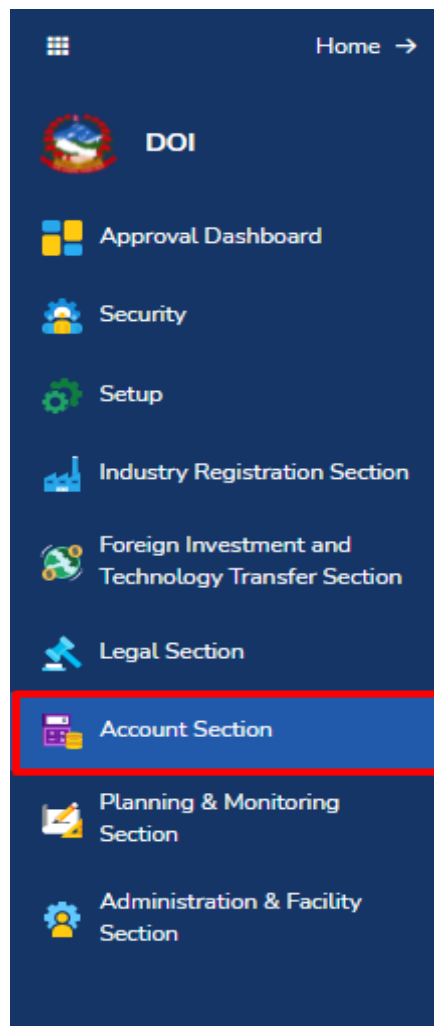 Home →
DOI
Approval Dashboard
Security
Setup
Industry Registration Section
Foreign Investment and
Technology Transfer Section
Legal Section
Account Section
Planning & Monitoring
Section
Administration & Facility
Section